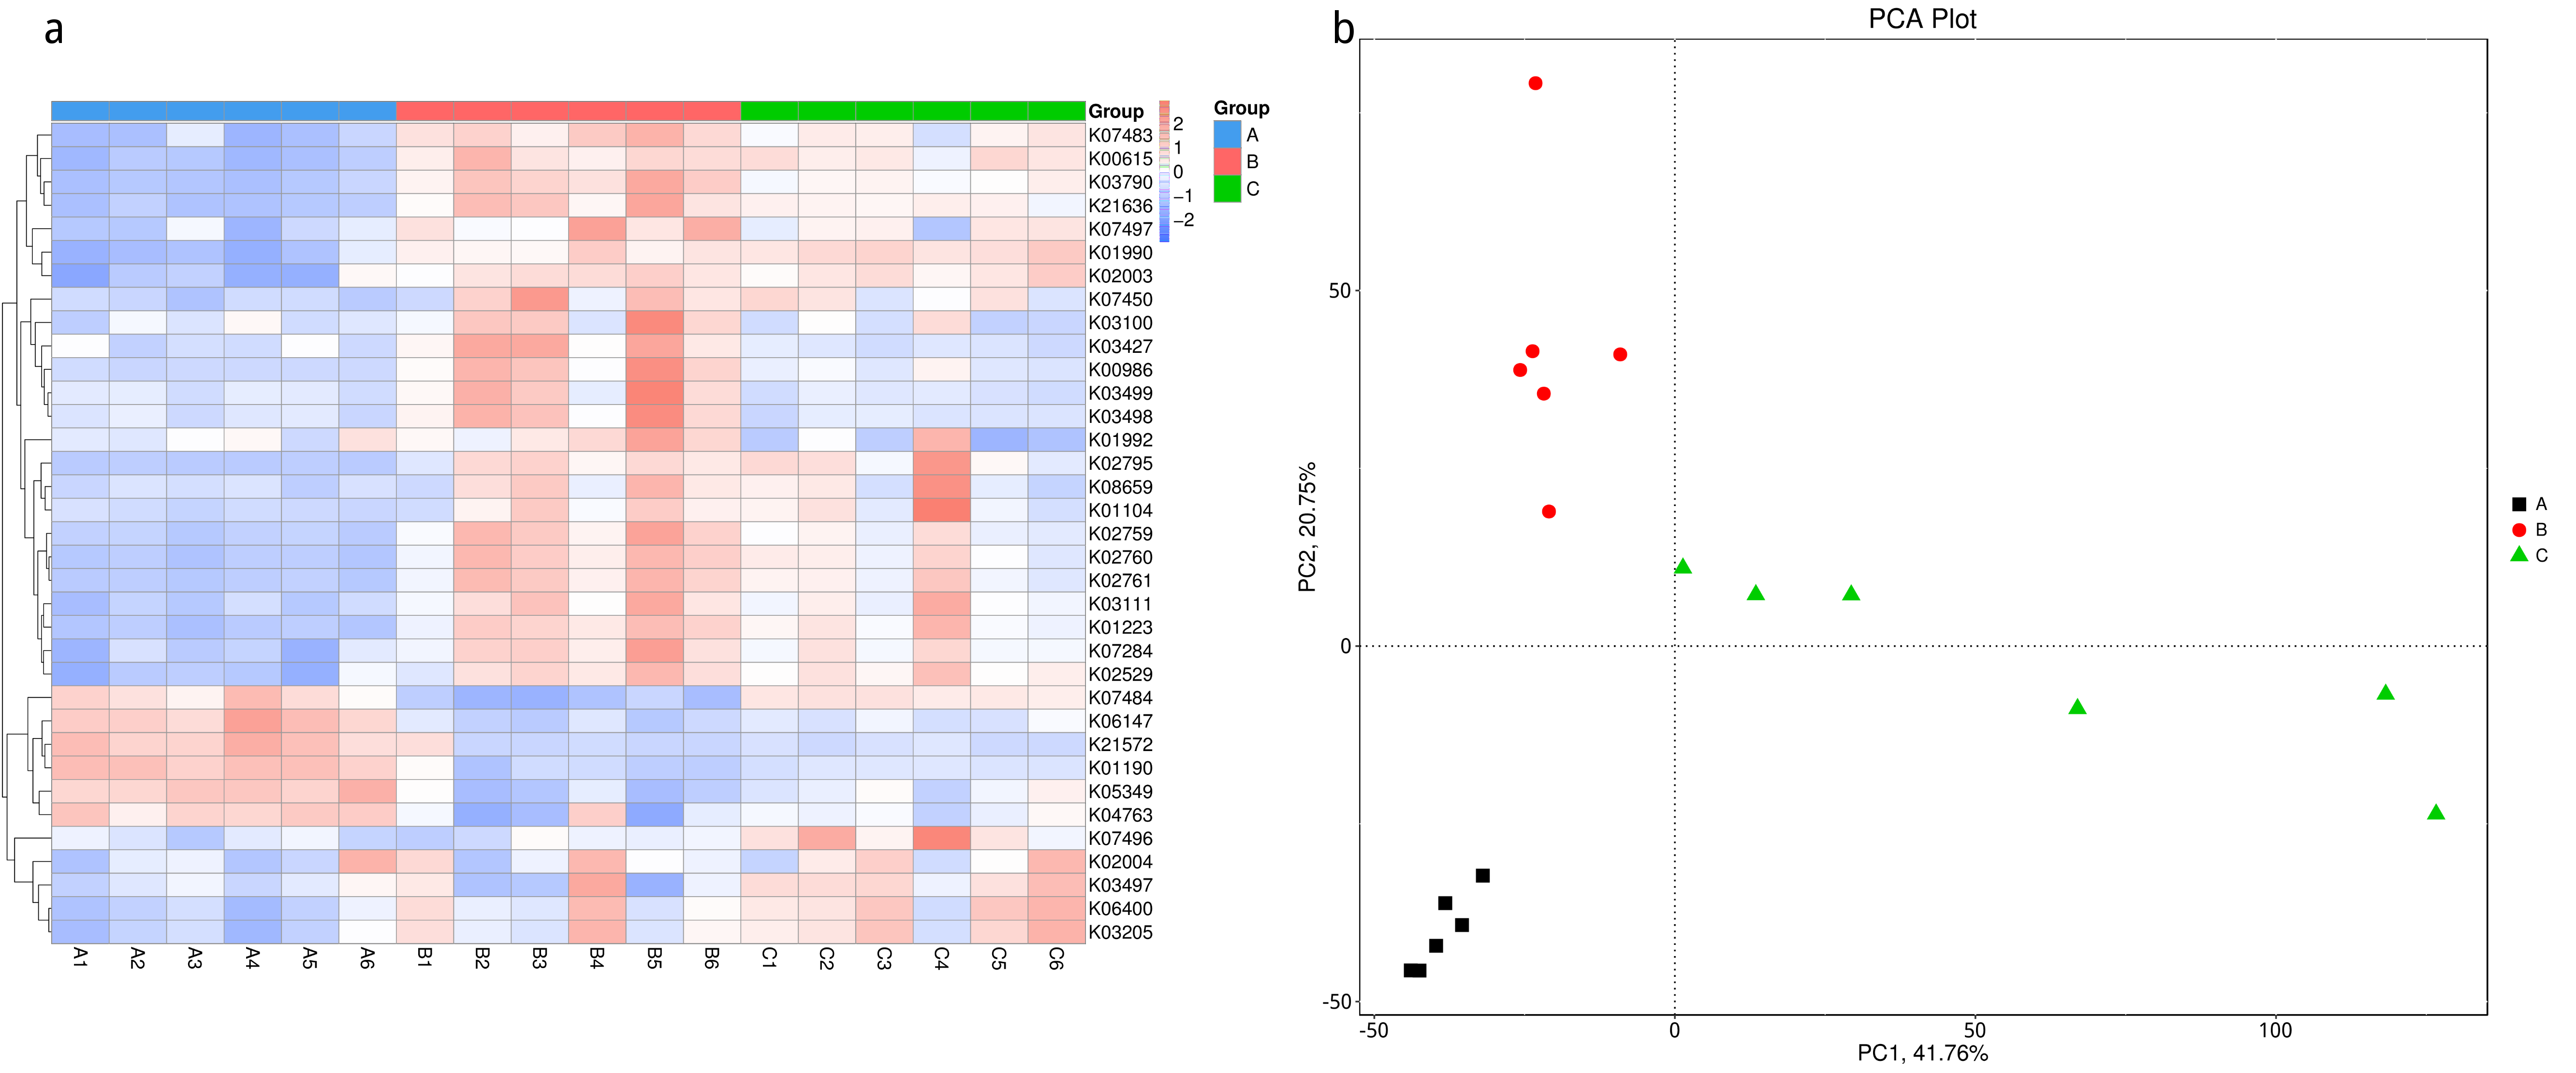 a
Group
K07483
K00615
K03790
K21636
K07497
K01990
K02003
K07450
K03100
K03427
K00986
K03499
K03498
K01992
K02795
K08659
K01104
K02759
K02760
K02761
K03111
K01223
K07284
K02529
K07484
K06147
K21572
K01190
K05349
K04763
K07496
K02004
K03497
K06400
K03205
A1 A2 A3 A4 A5 A6 B1 B2 B3 B4 B5 B6 C1 C2 C3 C4 C5 C6
2
1
0
−1
−2
Group
A
B
C
b
PCA Plot
PC2, 20.75%
50
0
-50
-50 0 50 100
PC1, 41.76%
A
B
C